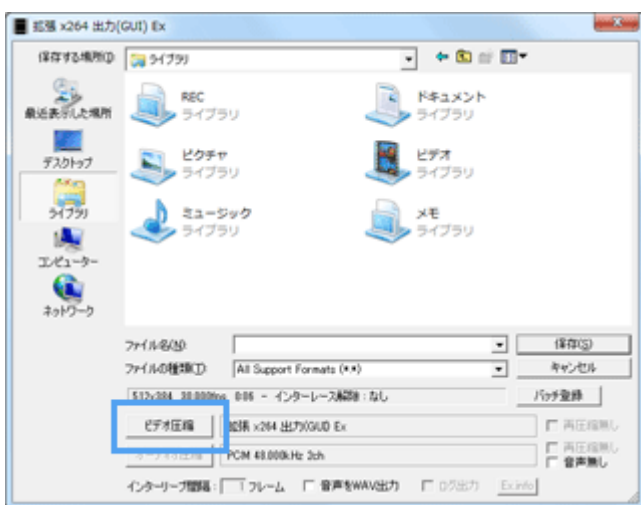 拡張 x264 出力(GUI) Ex
保存する場所(I):
ライブラリ
最近表示した場所
デスクトップ
ライブラリ
コンピューター
ネットワーク
REC
ライブラリ
ドキュメント
ライブラリ
ピクチャ
ライブラリ
ビデオ
ライブラリ
ミュージック
ライブラリ
メモ
ライブラリ
ファイル名(N):
保存(S)
ファイルの種類(T):
All Support Formats (*.*)
キャンセル
512x384 30.000fps 0:06 - インターレース解除 : なし
バッチ登録
ビデオ圧縮
拡張 x264 出力(GUI) Ex
再圧縮無し
オーディオ圧縮
PCM 48.000kHz 2ch
再圧縮無し
音声無し
インターリーブ間隔 :
1 フレーム
音声をWAV出力
ログ出力
Ex.info